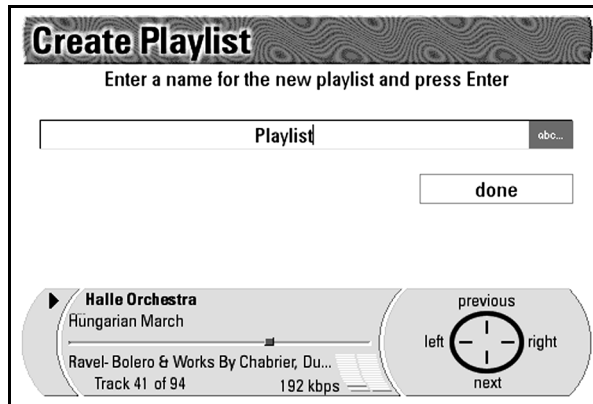 Create Playlist
Enter a name for the new playlist and press Enter
Playlist
abc...
done
Halle Orchestra
Hungarian March
Ravel- Bolero & Works By Chabrier, Du...
Track 41 of 94
192 kbps
previous
left
right
next